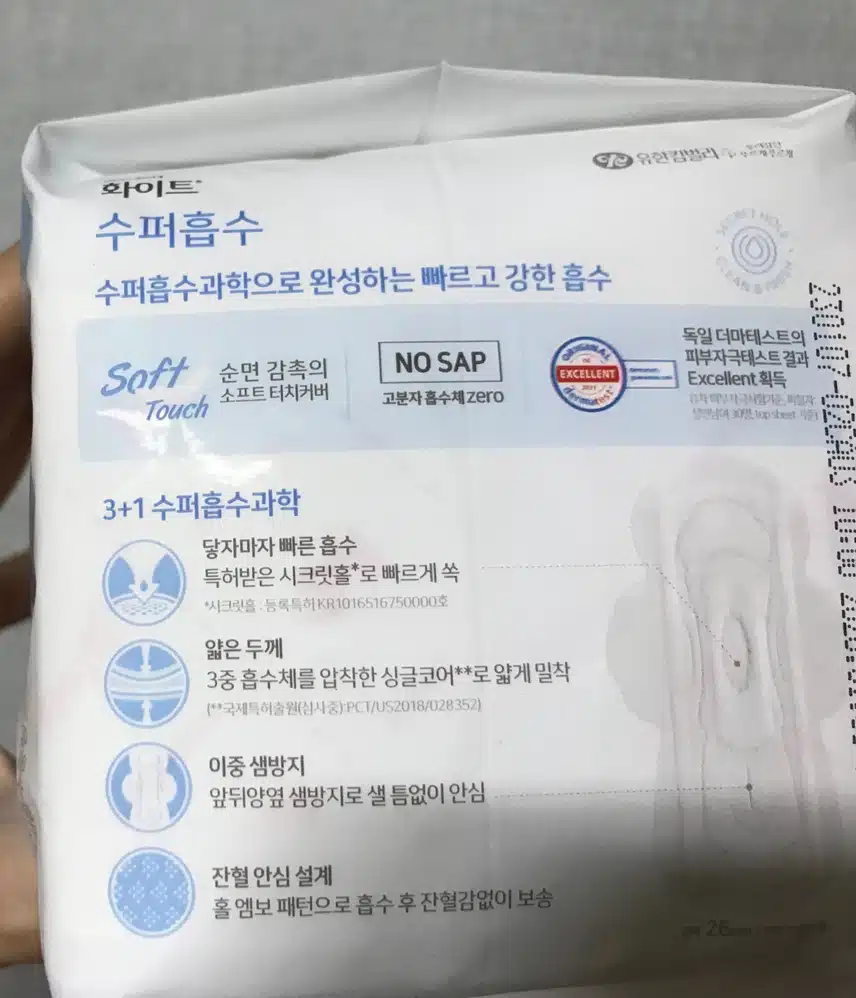 화이트
유한킴벌리
수퍼흡수
SECRET HOLE
CLEAN & FRESH
수퍼흡수과학으로 완성하는 빠르고 강한 흡수
Soft
Touch
순면 감촉의
소프트 터치커버
NO SAP
고분자 흡수체 zero
ORIGINAL
EXCELLENT
dermatest
독일 더마테스트의
피부자극테스트 결과
Excellent 획득
3+1 수퍼흡수과학
닿자마자 빠른 흡수
특허받은 시크릿홀*로 빠르게 쏙
*시크릿홀 : 등록특허 KR1016516750000호
얇은 두께
3중 흡수체를 압착한 싱글코어**로 얇게 밀착
(**국제특허출원(심사중):PCT/US2018/028352)
이중 샘방지
앞뒤양옆 샘방지로 샐 틈없이 안심
잔혈 안심 설계
홀 엠보 패턴으로 흡수 후 잔혈감없이 보송
26